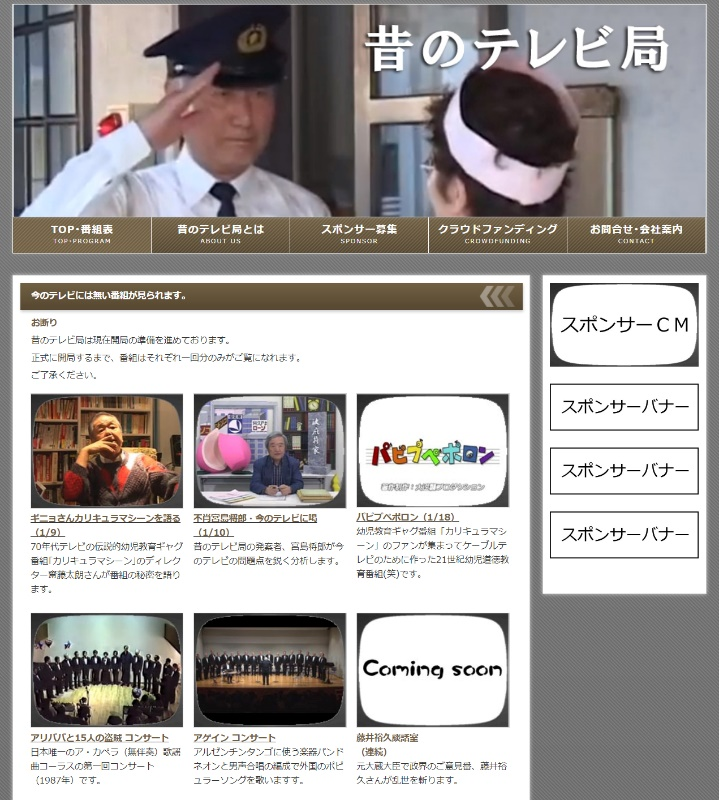 昔のテレビ局
TOP・番組表
TOP・PROGRAM
昔のテレビ局とは
ABOUT US
スポンサー募集
SPONSOR
クラウドファンディング
CROWDFUNDING
お問合せ・会社案内
CONTACT
今のテレビには無い番組が見られます。
お断り
昔のテレビ局は現在開局の準備を進めております。
正式に開局するまで、番組はそれぞれ一回分のみがご覧になれます。
ご了承ください。
パピプペポロン
ギニョさんカリキュラマシーンを語る
（1/9）
70年代テレビの伝説的幼児教育ギャグ
番組「カリキュラマシーン」のディレク
ター齋藤太朗さんが番組の秘密を語り
ます。
不肖宮島将郎・今のテレビに喝
（1/10）
昔のテレビ局の発案者、宮島将郎が今
のテレビの問題点を鋭く分析します。
パピプペポロン（1/18）
幼児教育ギャグ番組「カリキュラマシ
ーン」のファンが集まってケーブルテ
レビのために作った21世紀幼児道徳教
育番組(笑)です。
Coming soon
アリババと15人の盗賊 コンサート
日本唯一のア・カペラ（無伴奏）歌謡
曲コーラスの第一回コンサート
（1987年）です。
アゲイン コンサート
アルゼンチンタンゴに使う楽器バンド
ネオンと男声合唱の編成で外国のポピ
ュラーソングを歌います。
藤井裕久放談室
（連続）
元大蔵大臣で政界のご意見番、藤井裕
久さんが乱世を斬ります。
スポンサーＣＭ
スポンサーバナー
スポンサーバナー
スポンサーバナー